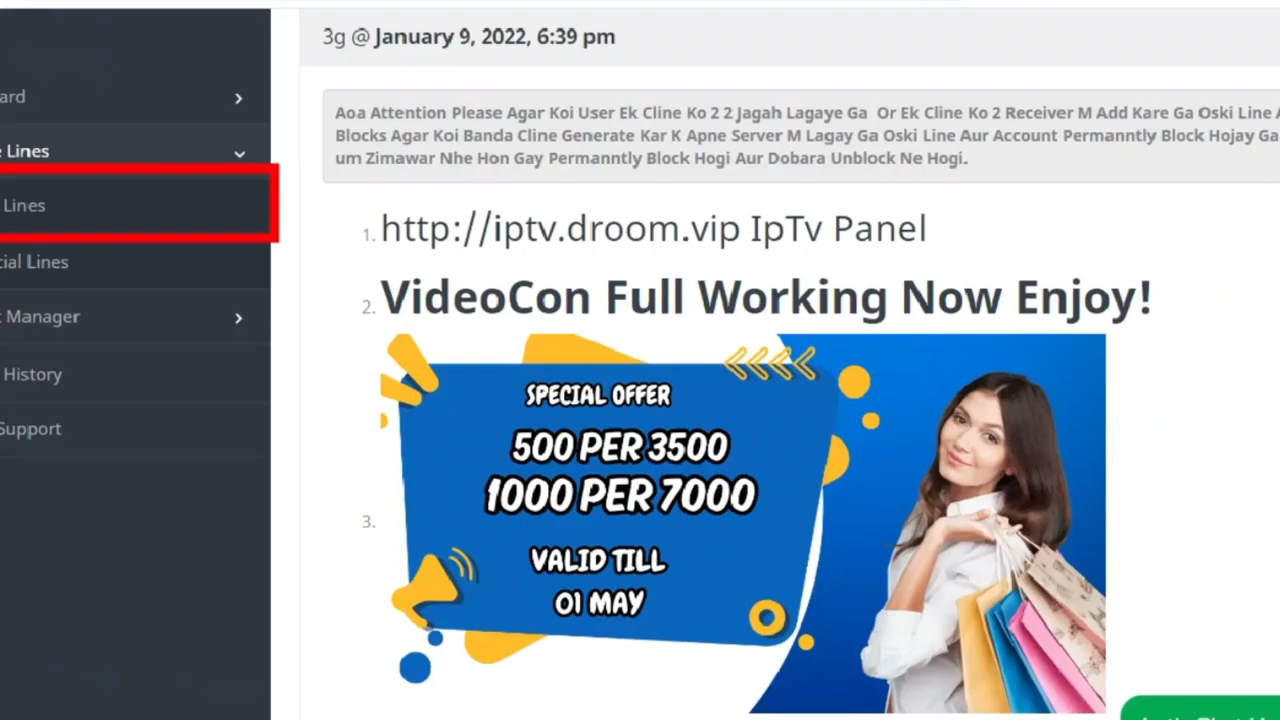 3g @ January 9, 2022, 6:39 pm
ard
Lines
Lines
cial Lines
Manager
History
Support
Aoa Attention Please Agar Koi User Ek Cline Ko 2 2 Jagah Lagaye Ga Or Ek Cline Ko 2 Receiver M Add Kare Ga Oski Line
Blocks Agar Koi Banda Cline Generate Kar K Apne Server M Lagay Ga Oski Line Aur Account Permanntly Block Hojay Ga
um Zimawar Nhe Hon Gay Permanntly Block Hogi Aur Dobara Unblock Ne Hogi.
1. http://iptv.droom.vip IpTv Panel
2. VideoCon Full Working Now Enjoy!
3.
SPECIAL OFFER
500 PER 3500
1000 PER 7000
VALID TILL
01 MAY